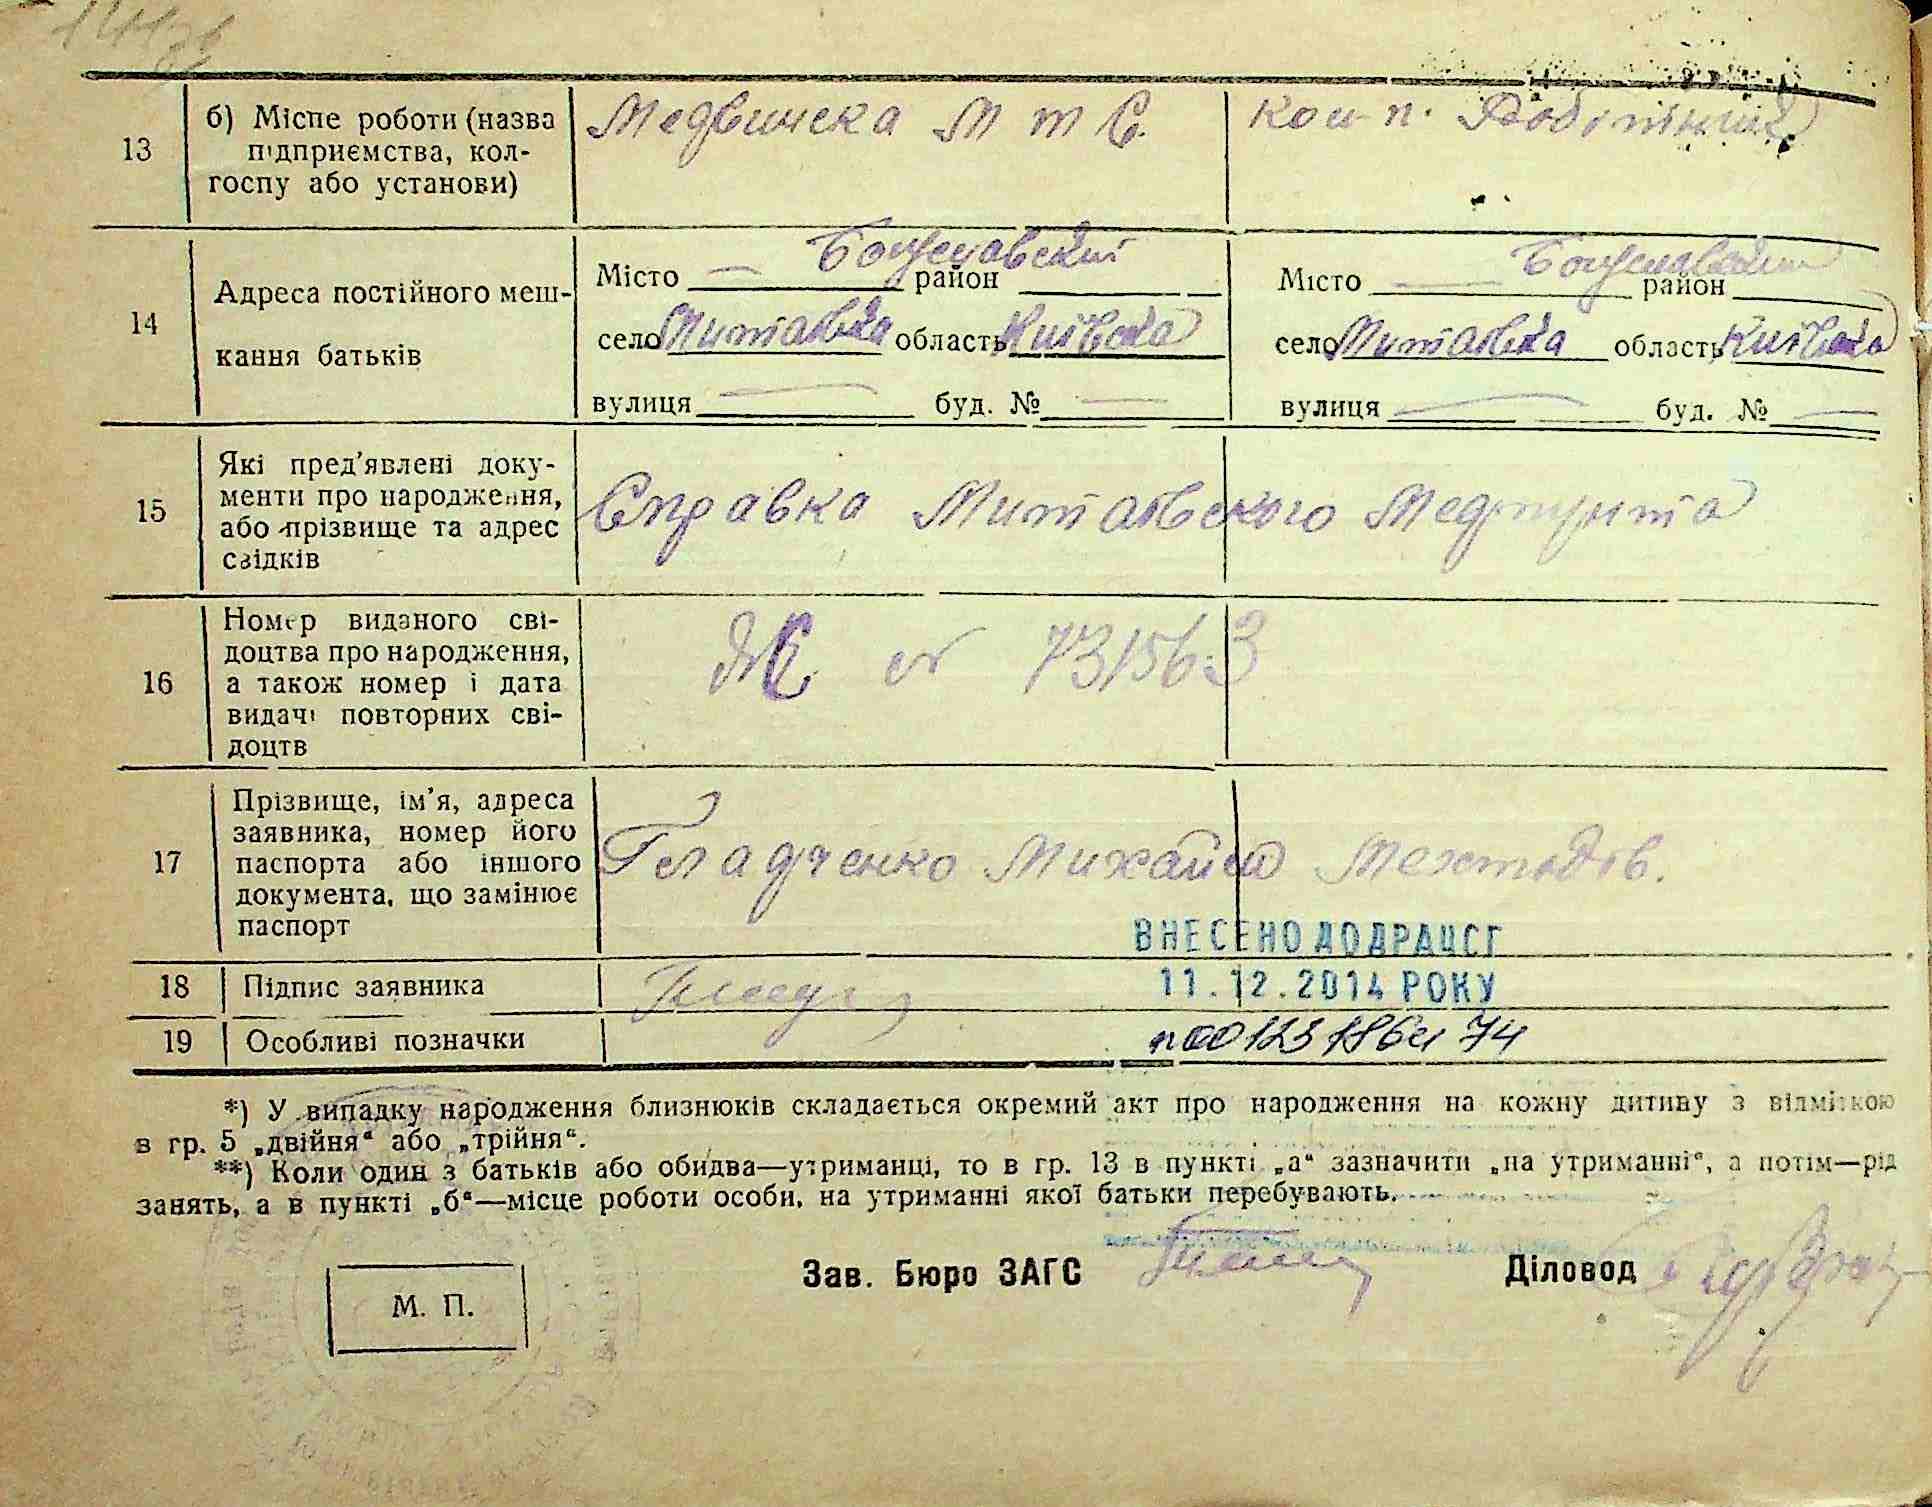 13
б) Місце роботи (назва
підприємства, кол-
госпу або установи)
Медвинська М т С.
14
Адреса постійного меш-
кання батьків
Місто — Богуславский район
село Митаєвка область Київська
вулиця — буд. № —
Місто — Богуславский район
село Митаєвка область Київська
вулиця — буд. № —
15
Які пред'явлені доку-
менти про народження,
або прізвище та адрес
свідків
Справка Митаєвского Медпункта
16
Номер виданого сві-
доцтва про народження,
а також номер і дата
видачі повторних сві-
доцтв
№ 731563
17
Прізвище, ім'я, адреса
заявника, номер його
паспорта або іншого
документа, що замінює
паспорт
Гладченко Михайло
ВНЕСЕНО ДО ДРАЦСГ
18
Підпис заявника
11.12.2014 РОКУ
19
Особливі позначки
*) У випадку народження близнюків складається окремий акт про народження на кожну дитину з відміткою
в гр. 5 „двійня“ або „трійня“.
**) Коли один з батьків або обидва—утриманці, то в гр. 13 в пункті „а“ зазначити „на утриманні“, а потім—рід
занять, а в пункті „б“—місце роботи особи, на утриманні якої батьки перебувають.
Зав. Бюро ЗАГС
Діловод
М. П.